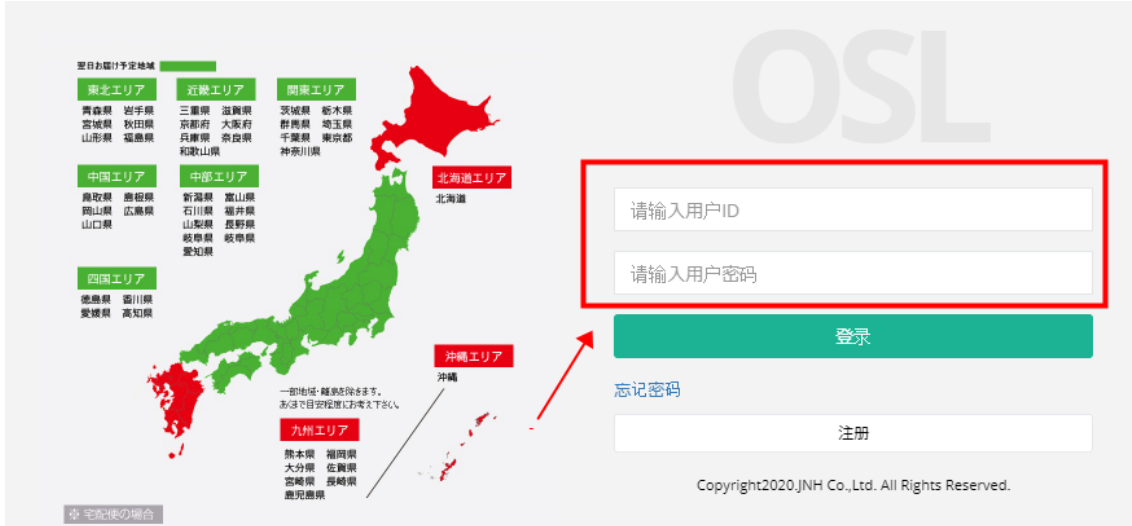 翌日お届け予定地域
東北エリア
青森県 岩手県
宮城県 秋田県
山形県 福島県
近畿エリア
三重県 滋賀県
京都府 大阪府
兵庫県 奈良県
和歌山県
関東エリア
茨城県 栃木県
群馬県 埼玉県
千葉県 東京都
神奈川県
中国エリア
鳥取県 島根県
岡山県 広島県
山口県
中部エリア
新潟県 富山県
石川県 福井県
山梨県 長野県
岐阜県 岐阜県
愛知県
北海道エリア
北海道
四国エリア
徳島県 香川県
愛媛県 高知県
沖縄エリア
沖縄
一部地域・離島を除きます。
あくまで目安程度にお考え下さい。
九州エリア
熊本県 福岡県
大分県 佐賀県
宮崎県 長崎県
鹿児島県
※ 宅配便の場合
OSL
请输入用户ID
请输入用户密码
登录
忘记密码
注册
Copyright2020.JNH Co.,Ltd. All Rights Reserved.